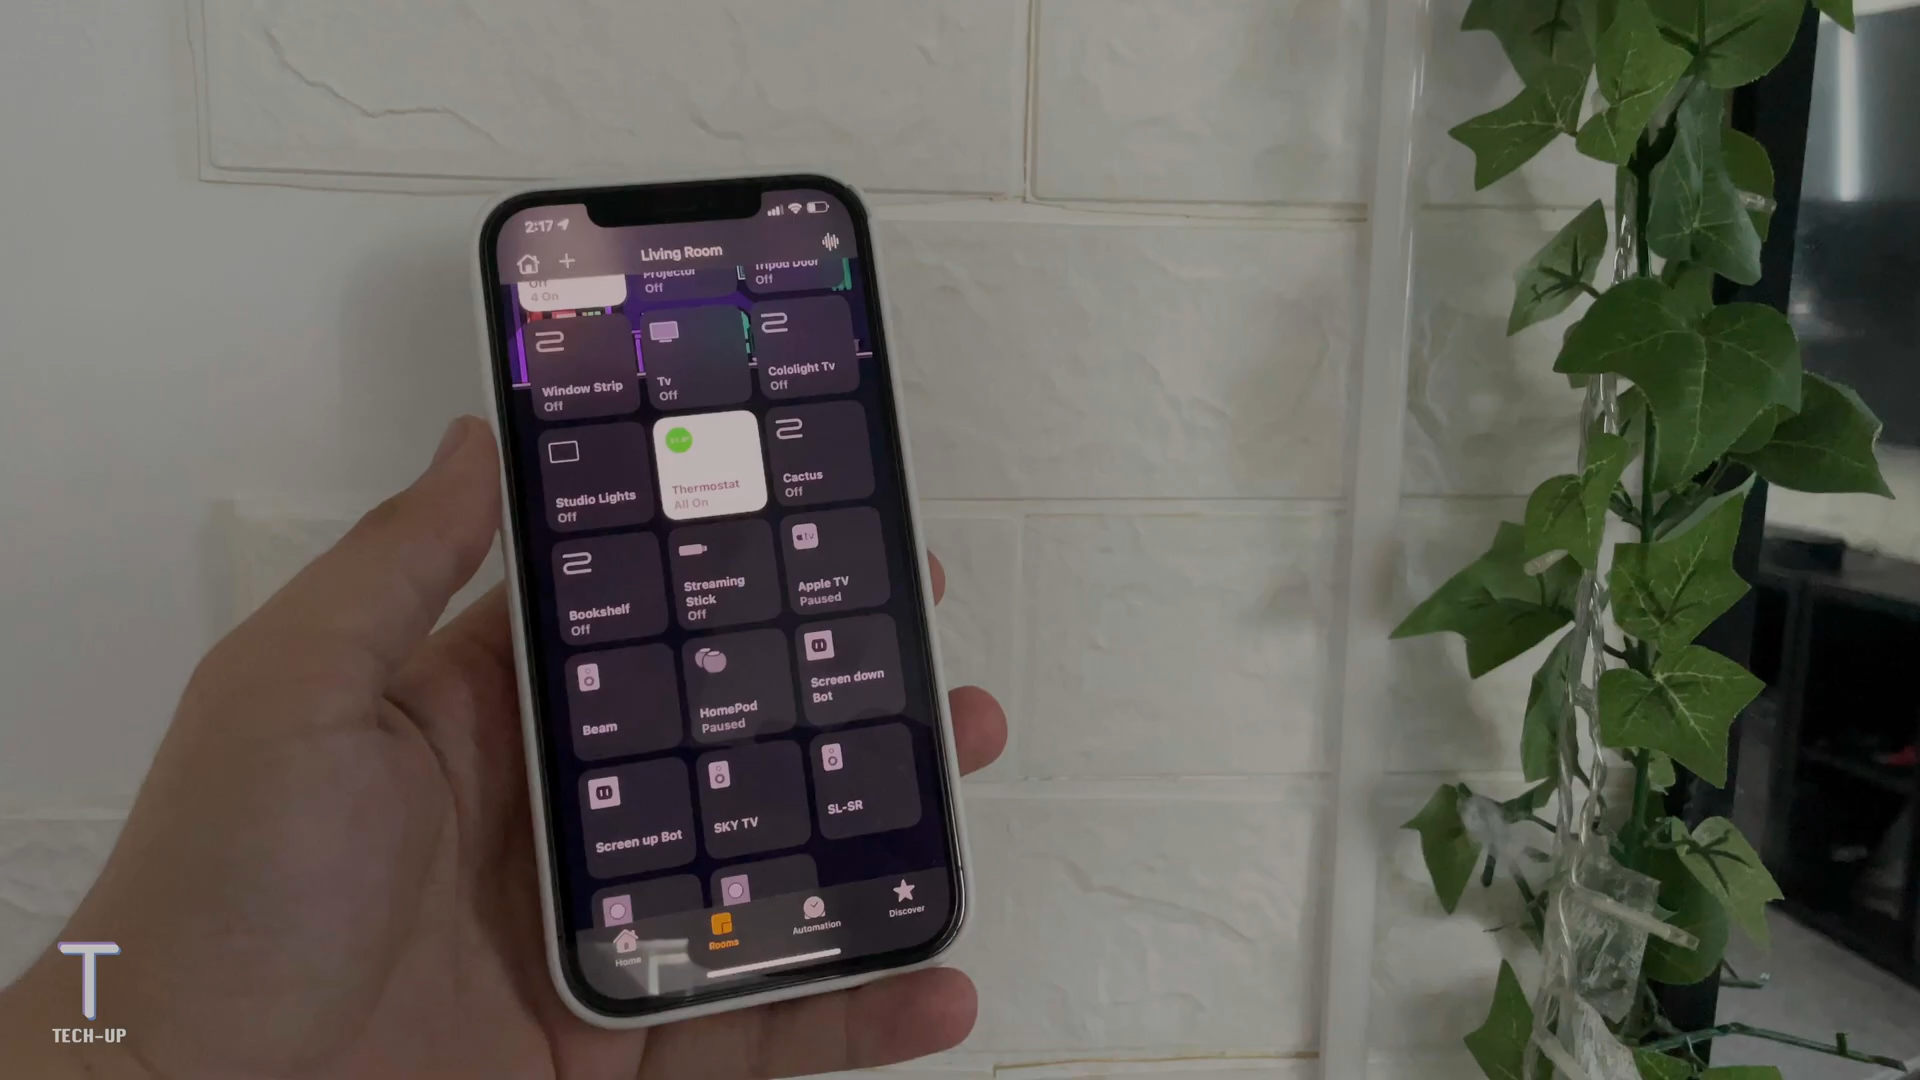 2:17
Living Room
Off
4 On
Projector
Off
Tripod Door
Off
Window Strip
Off
Tv
Off
Cololight Tv
Off
Studio Lights
Off
Thermostat
All On
Cactus
Off
Bookshelf
Off
Streaming
Stick
Off
tv
Apple TV
Paused
Beam
HomePod
Paused
Screen down
Bot
Screen up Bot
SKY TV
SL-SR
Home
Rooms
Automation
Discover
T
TECH-UP